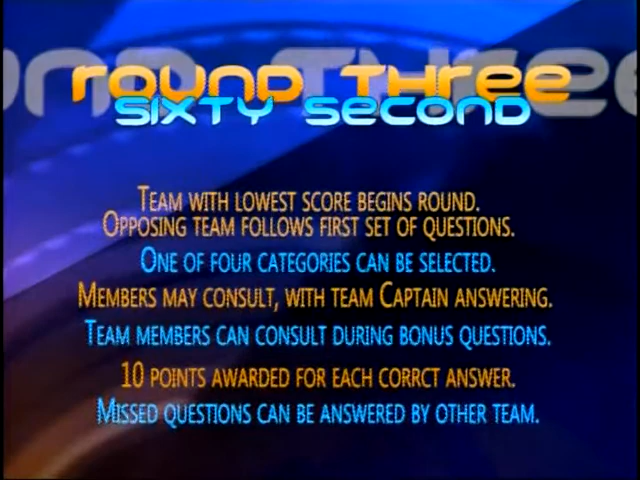 ROUND THREE
SIXTY SECOND
TEAM WITH LOWEST SCORE BEGINS ROUND.
OPPOSING TEAM FOLLOWS FIRST SET OF QUESTIONS.
ONE OF FOUR CATEGORIES CAN BE SELECTED.
MEMBERS MAY CONSULT, WITH TEAM CAPTAIN ANSWERING.
TEAM MEMBERS CAN CONSULT DURING BONUS QUESTIONS.
10 POINTS AWARDED FOR EACH CORRCT ANSWER.
MISSED QUESTIONS CAN BE ANSWERED BY OTHER TEAM.